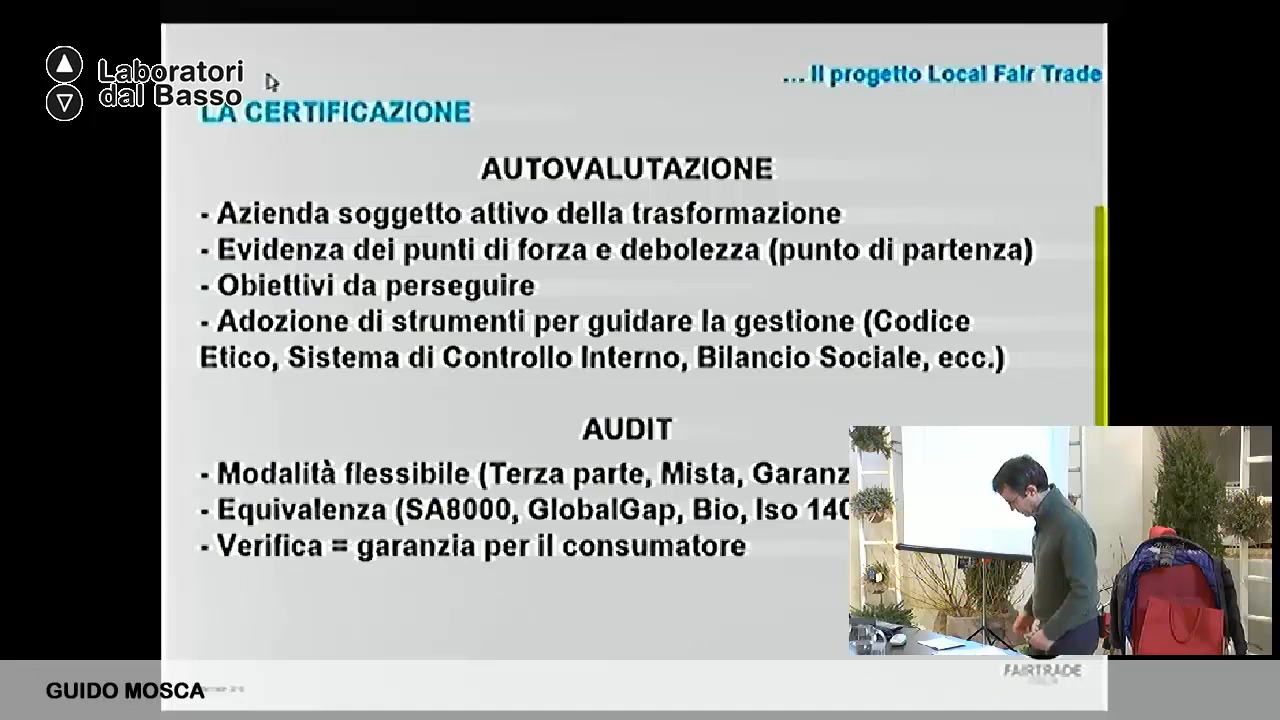 Laboratori
dal Basso
... Il progetto Local Fair Trade
LA CERTIFICAZIONE
AUTOVALUTAZIONE
- Azienda soggetto attivo della trasformazione
- Evidenza dei punti di forza e debolezza (punto di partenza)
- Obiettivi da perseguire
- Adozione di strumenti per guidare la gestione (Codice
Etico, Sistema di Controllo Interno, Bilancio Sociale, ecc.)
AUDIT
- Modalità flessibile (Terza parte, Mista, Garanz
- Equivalenza (SA8000, GlobalGap, Bio, Iso 140
- Verifica = garanzia per il consumatore
FAIRTRADE
GUIDO MOSCA